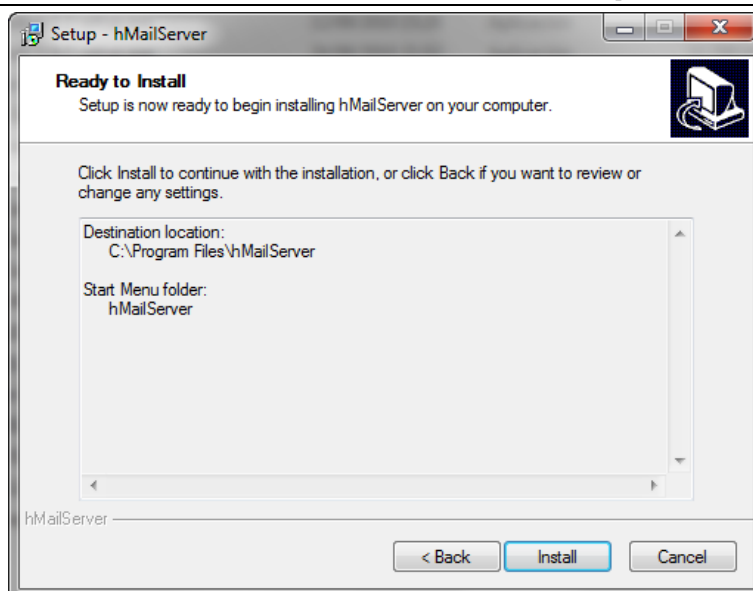 Setup - hMailServer
Ready to Install
Setup is now ready to begin installing hMailServer on your computer.
Click Install to continue with the installation, or click Back if you want to review or
change any settings.
Destination location:
C:\Program Files\hMailServer
Start Menu folder:
hMailServer
hMailServer
< Back
Install
Cancel